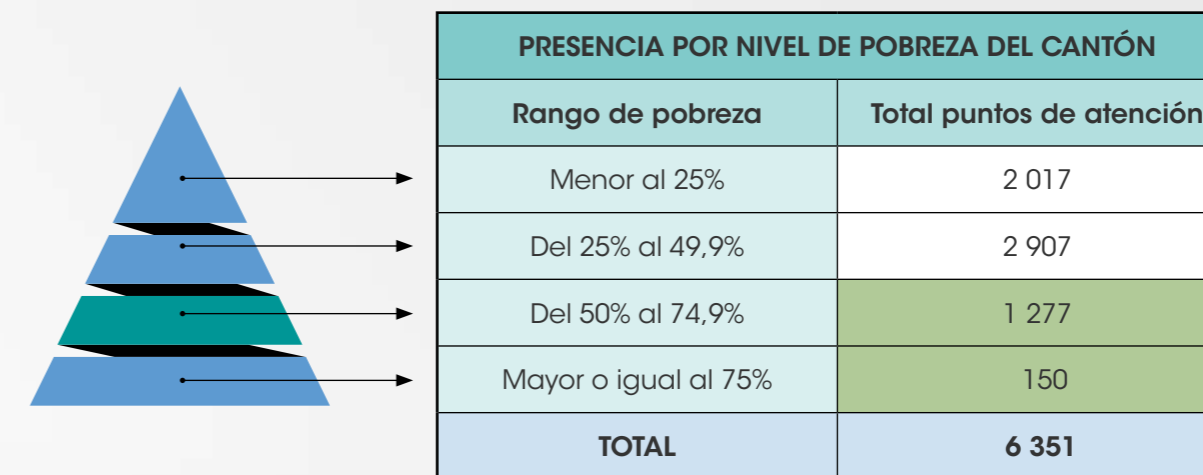 PRESENCIA POR NIVEL DE POBREZA DEL CANTÓN
Rango de pobreza Total puntos de atención
Menor al 25% 2 017
Del 25% al 49,9% 2 907
Del 50% al 74,9% 1 277
Mayor o igual al 75% 150
TOTAL 6 351